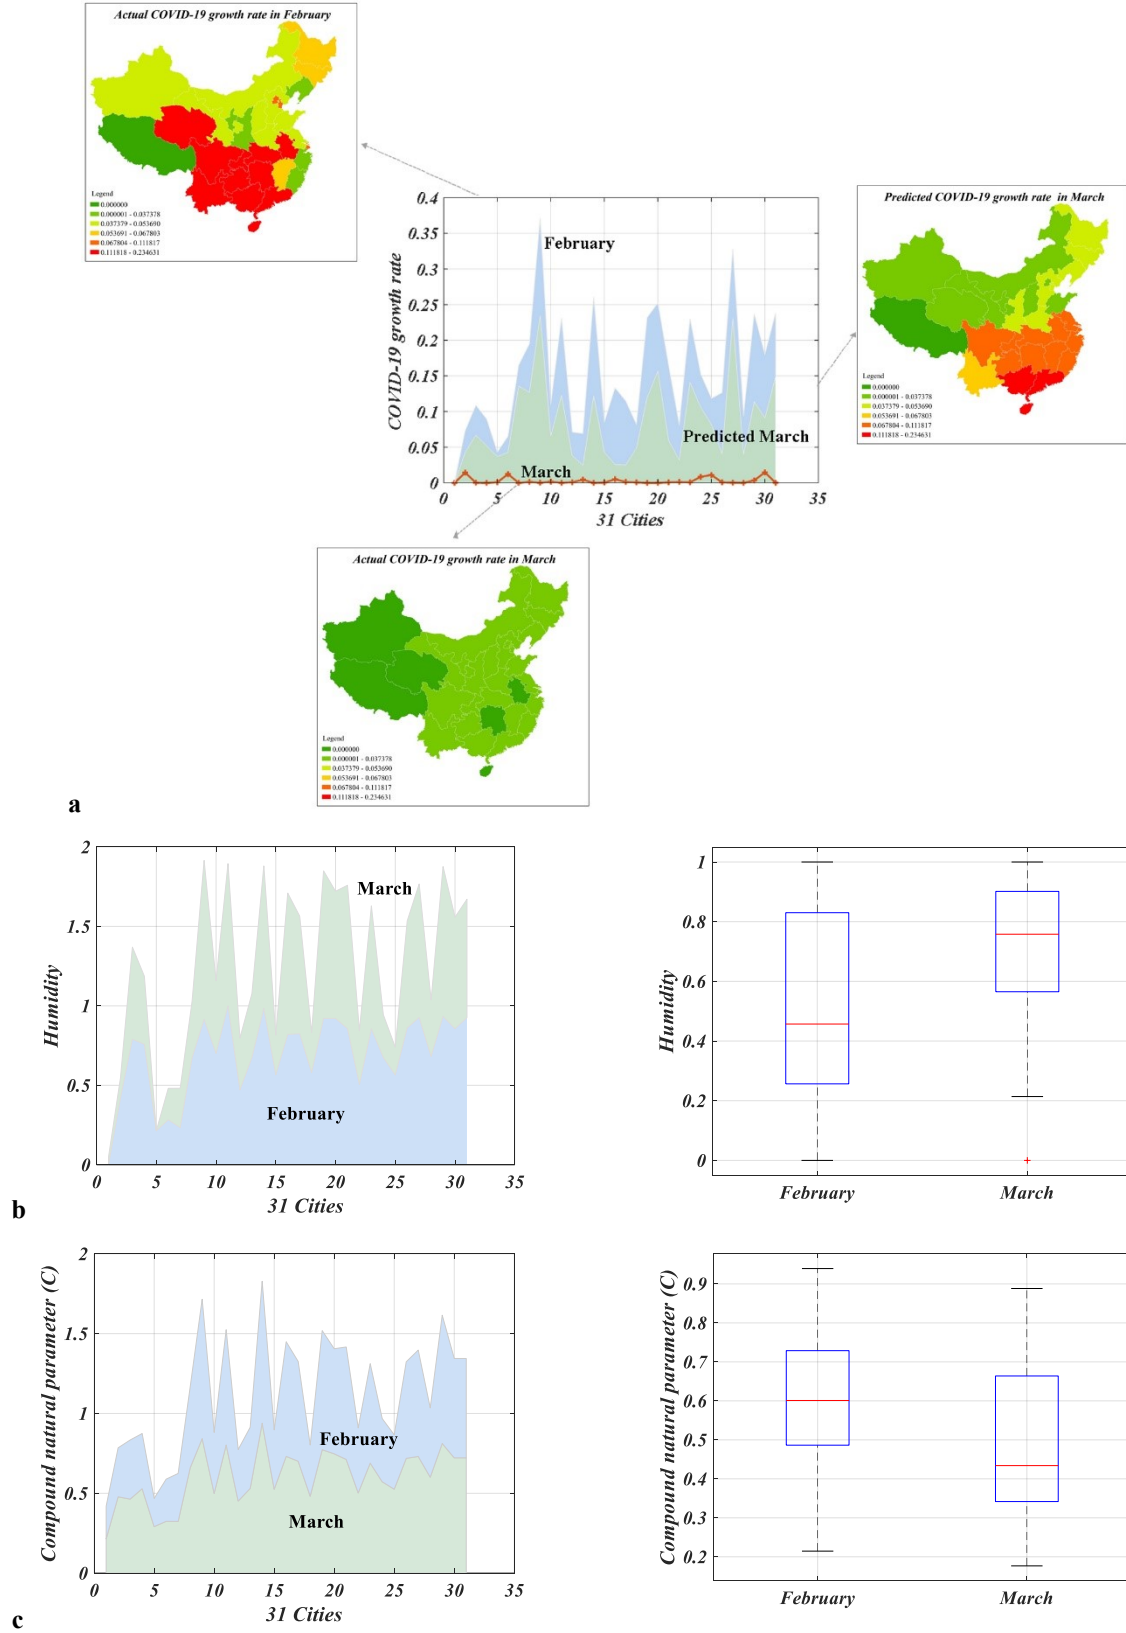 Actual COVID-19 growth rate in February
Legend
0.000000
0.000001 - 0.037378
0.037379 - 0.053690
0.053691 - 0.067803
0.067804 - 0.111817
0.111818 - 0.234631
COVID-19 growth rate
0.4
0.35
0.3
0.25
0.2
0.15
0.1
0.05
0
February
Predicted March
March
0 5 10 15 20 25 30 35
31 Cities
Predicted COVID-19 growth rate in March
Legend
0.000000
0.000001 - 0.037378
0.037379 - 0.053690
0.053691 - 0.067803
0.067804 - 0.111817
0.111818 - 0.234631
Actual COVID-19 growth rate in March
Legend
0.000000
0.000001 - 0.037378
0.037379 - 0.053690
0.053691 - 0.067803
0.067804 - 0.111817
0.111818 - 0.234631
a
Humidity
2
1.5
1
0.5
0
March
February
0 5 10 15 20 25 30 35
31 Cities
Humidity
1
0.8
0.6
0.4
0.2
0
February March
b
Compound natural parameter (C)
2
1.5
1
0.5
0
February
March
0 5 10 15 20 25 30 35
31 Cities
Compound natural parameter (C)
0.9
0.8
0.7
0.6
0.5
0.4
0.3
0.2
February March
c